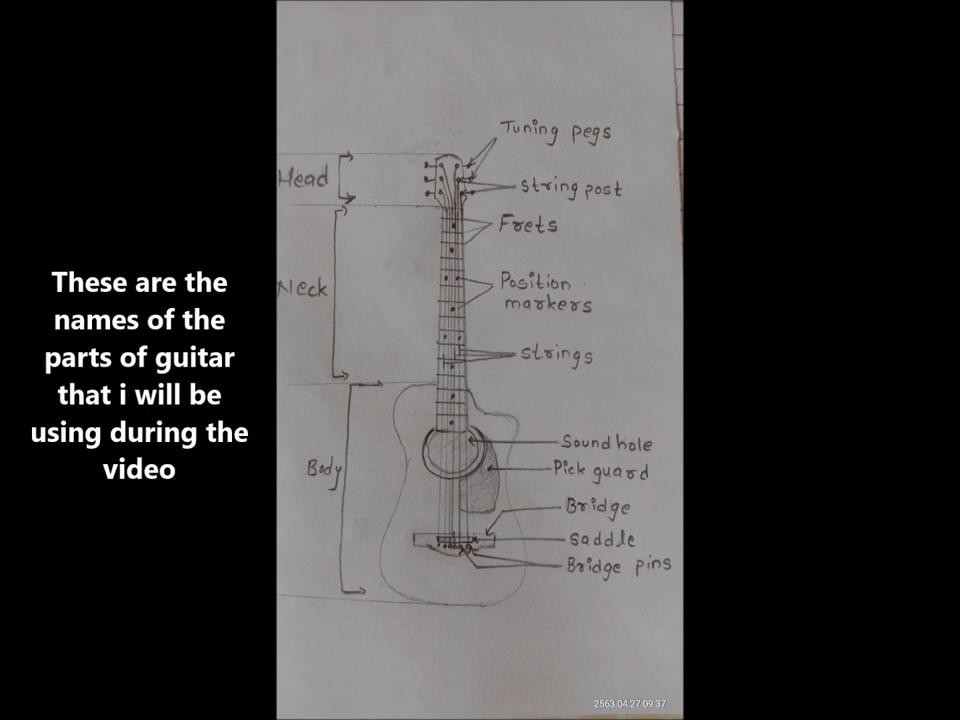 These are the
names of the
parts of guitar
that i will be
using during the
video
Head
Neck
Body
Tuning pegs
string post
Frets
Position
markers
strings
Sound hole
Pick guard
Bridge
saddle
Bridge pins
2563.04.27 09:37